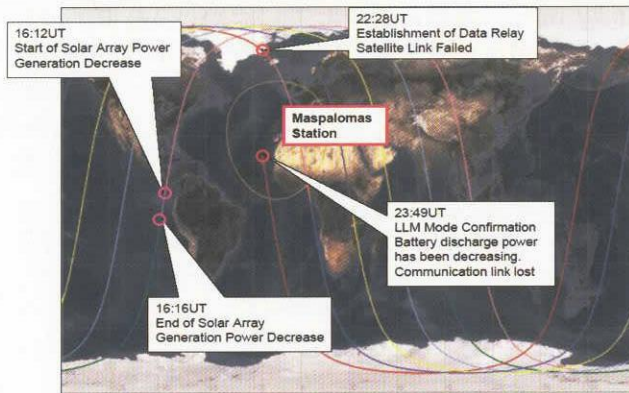 16:12UT
Start of Solar Array Power
Generation Decrease
22:28UT
Establishment of Data Relay
Satellite Link Failed
Maspalomas
Station
23:49UT
LLM Mode Confirmation
Battery discharge power
has been decreasing.
Communication link lost
16:16UT
End of Solar Array
Generation Power Decrease